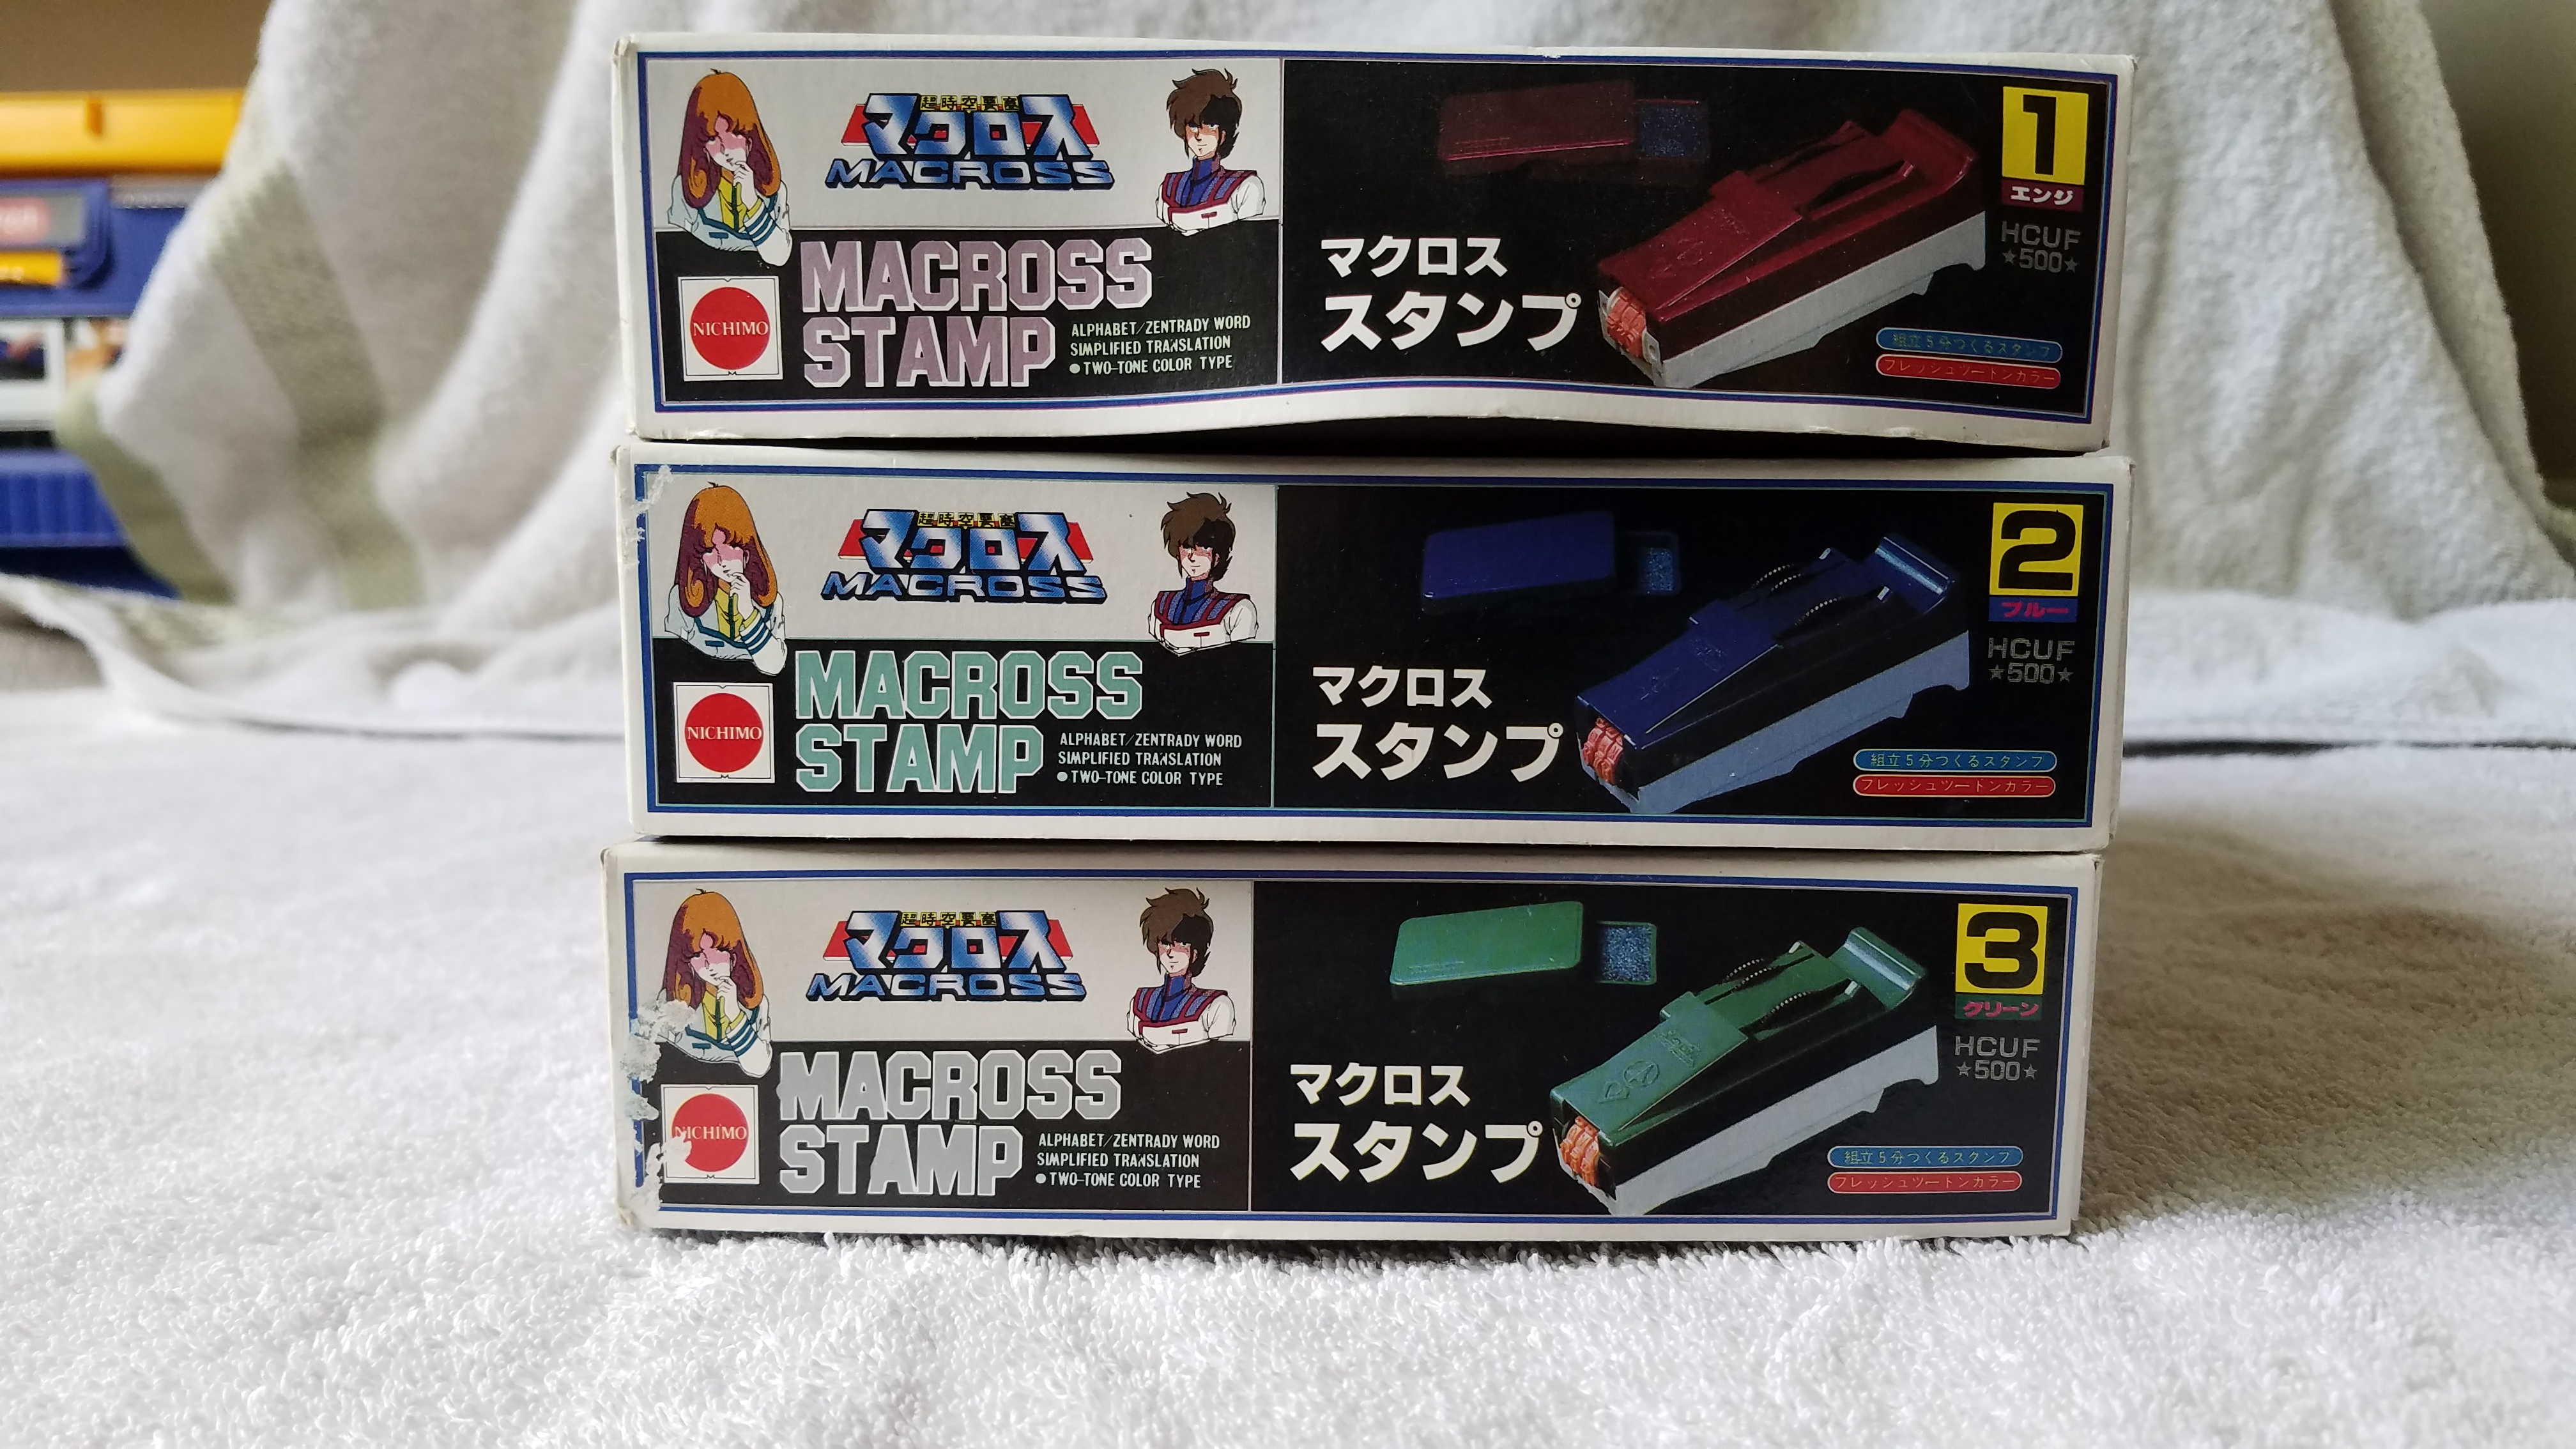 超時空要塞
マクロス
MACROSS
MACROSS
STAMP
ALPHABET/ZENTRADY WORD
SIMPLIFIED TRANSLATION
●TWO-TONE COLOR TYPE
NICHIMO
マクロス
スタンプ
1
エンジ
HCUF
★500★
組立5分つくるスタンプ
フレッシュツートンカラー
超時空要塞
マクロス
MACROSS
MACROSS
STAMP
ALPHABET/ZENTRADY WORD
SIMPLIFIED TRANSLATION
●TWO-TONE COLOR TYPE
NICHIMO
マクロス
スタンプ
2
ブルー
HCUF
★500★
組立5分つくるスタンプ
フレッシュツートンカラー
超時空要塞
マクロス
MACROSS
MACROSS
STAMP
ALPHABET/ZENTRADY WORD
SIMPLIFIED TRANSLATION
●TWO-TONE COLOR TYPE
NICHIMO
マクロス
スタンプ
3
グリーン
HCUF
★500★
組立5分つくるスタンプ
フレッシュツートンカラー